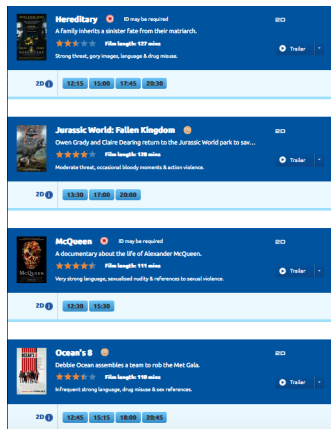 Hereditary ID may be required 2D
A family inherits a sinister fate from their matriarch.
Film length: 127 mins
Trailer
Strong threat, gory images, language & drug misuse.
2D 12:15 15:00 17:45 20:30
Jurassic World: Fallen Kingdom 2D
Owen Grady and Claire Dearing return to the Jurassic World park to sav...
Film length: 128 mins
Trailer
Moderate threat, occasional bloody moments & action violence.
2D 13:30 17:00 20:00
McQueen ID may be required 2D
A documentary about the life of Alexander McQueen.
McQUEEN
Film length: 111 mins
Trailer
Very strong language, sexualised nudity & references to sexual violence.
2D 12:30 15:30
Ocean's 8 2D
OCEAN'S 8
Debbie Ocean assembles a team to rob the Met Gala.
Film length: 110 mins
Trailer
Infrequent strong language, drug misuse & sex references.
2D 12:45 15:15 18:00 20:45